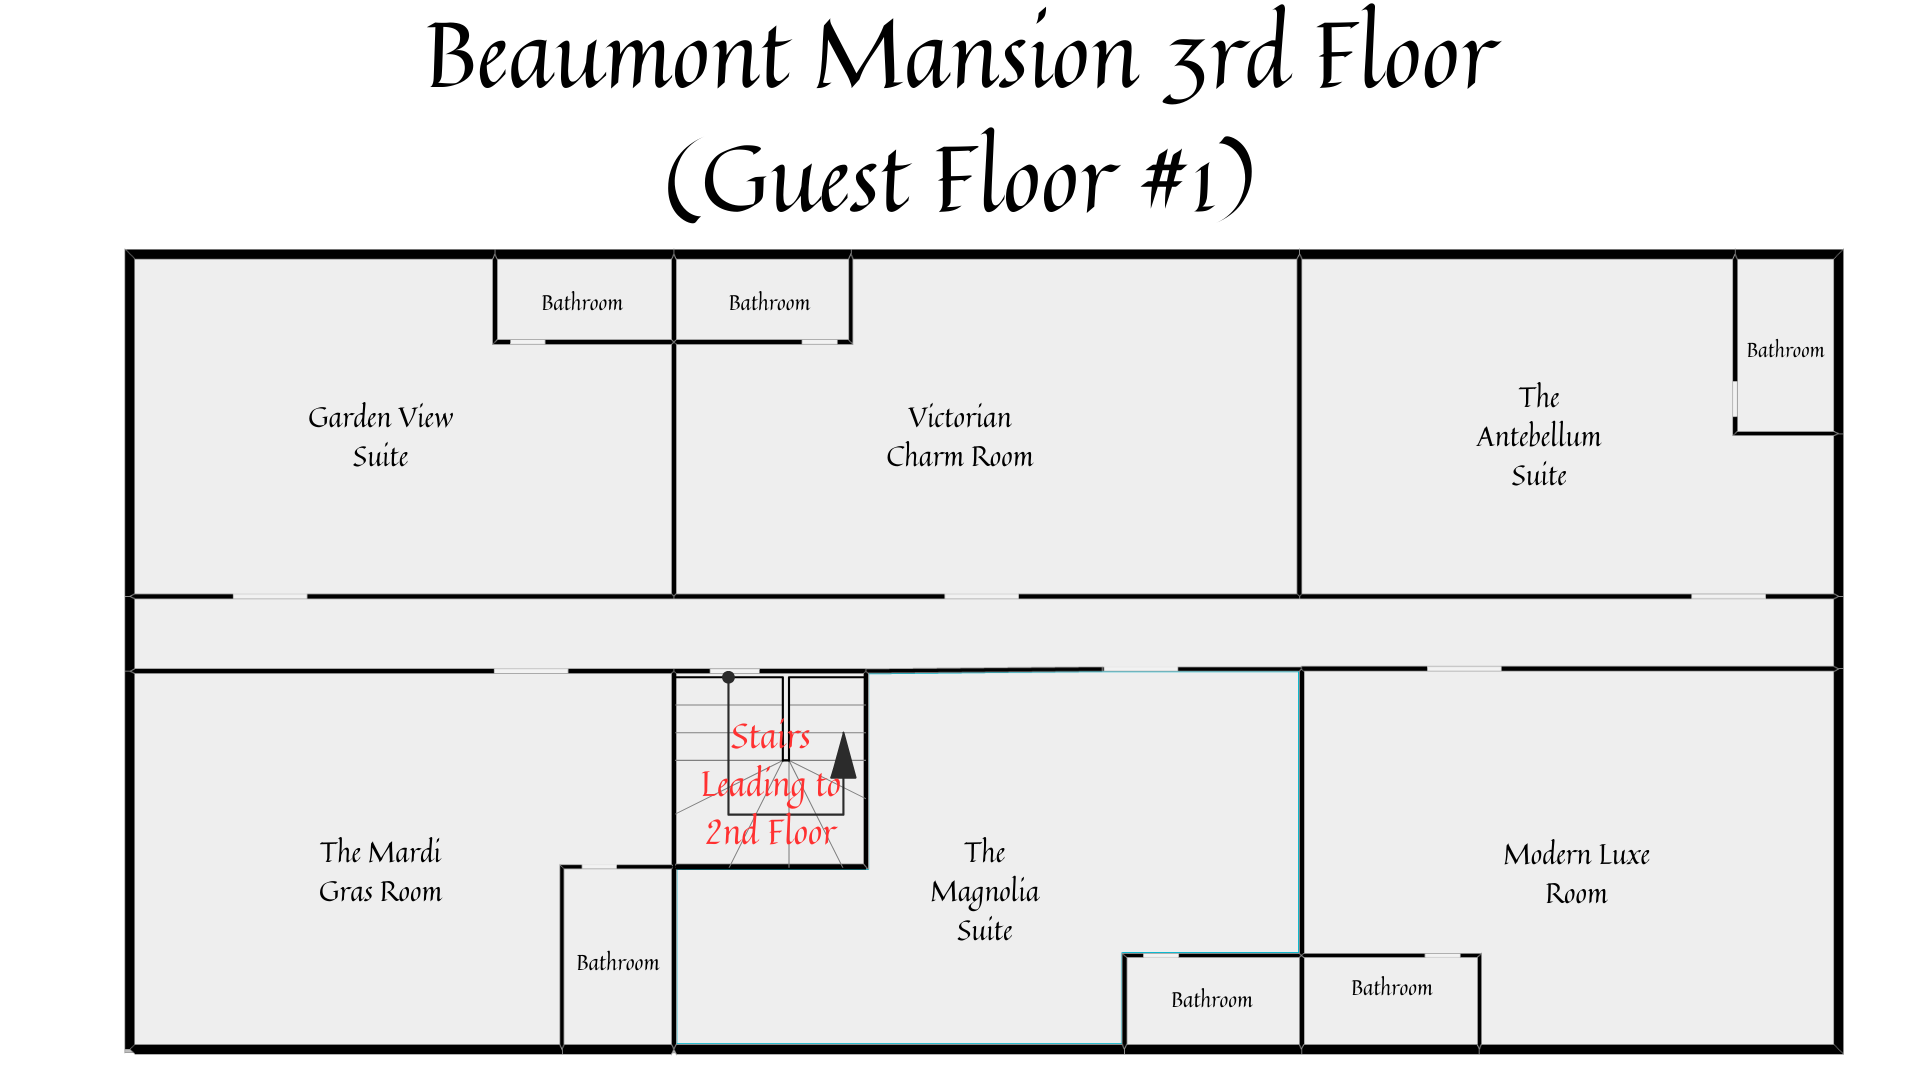 Beaumont Mansion 3rd Floor
(Guest Floor #1)
Bathroom
Bathroom
Bathroom
Garden View
Suite
Victorian
Charm Room
The
Antebellum
Suite
Stairs
Leading to
2nd Floor
The Mardi
Gras Room
The
Magnolia
Suite
Modern Luxe
Room
Bathroom
Bathroom
Bathroom